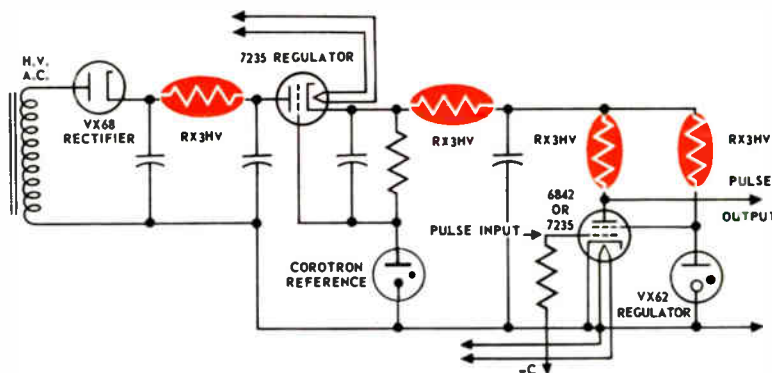 H.V.
A.C.
VX68
RECTIFIER
RX3HV
7235 REGULATOR
RX3HV
RX3HV
RX3HV
6842
OR
7235
PULSE
OUTPUT
PULSE INPUT
COROTRON
REFERENCE
VX62
REGULATOR
-C